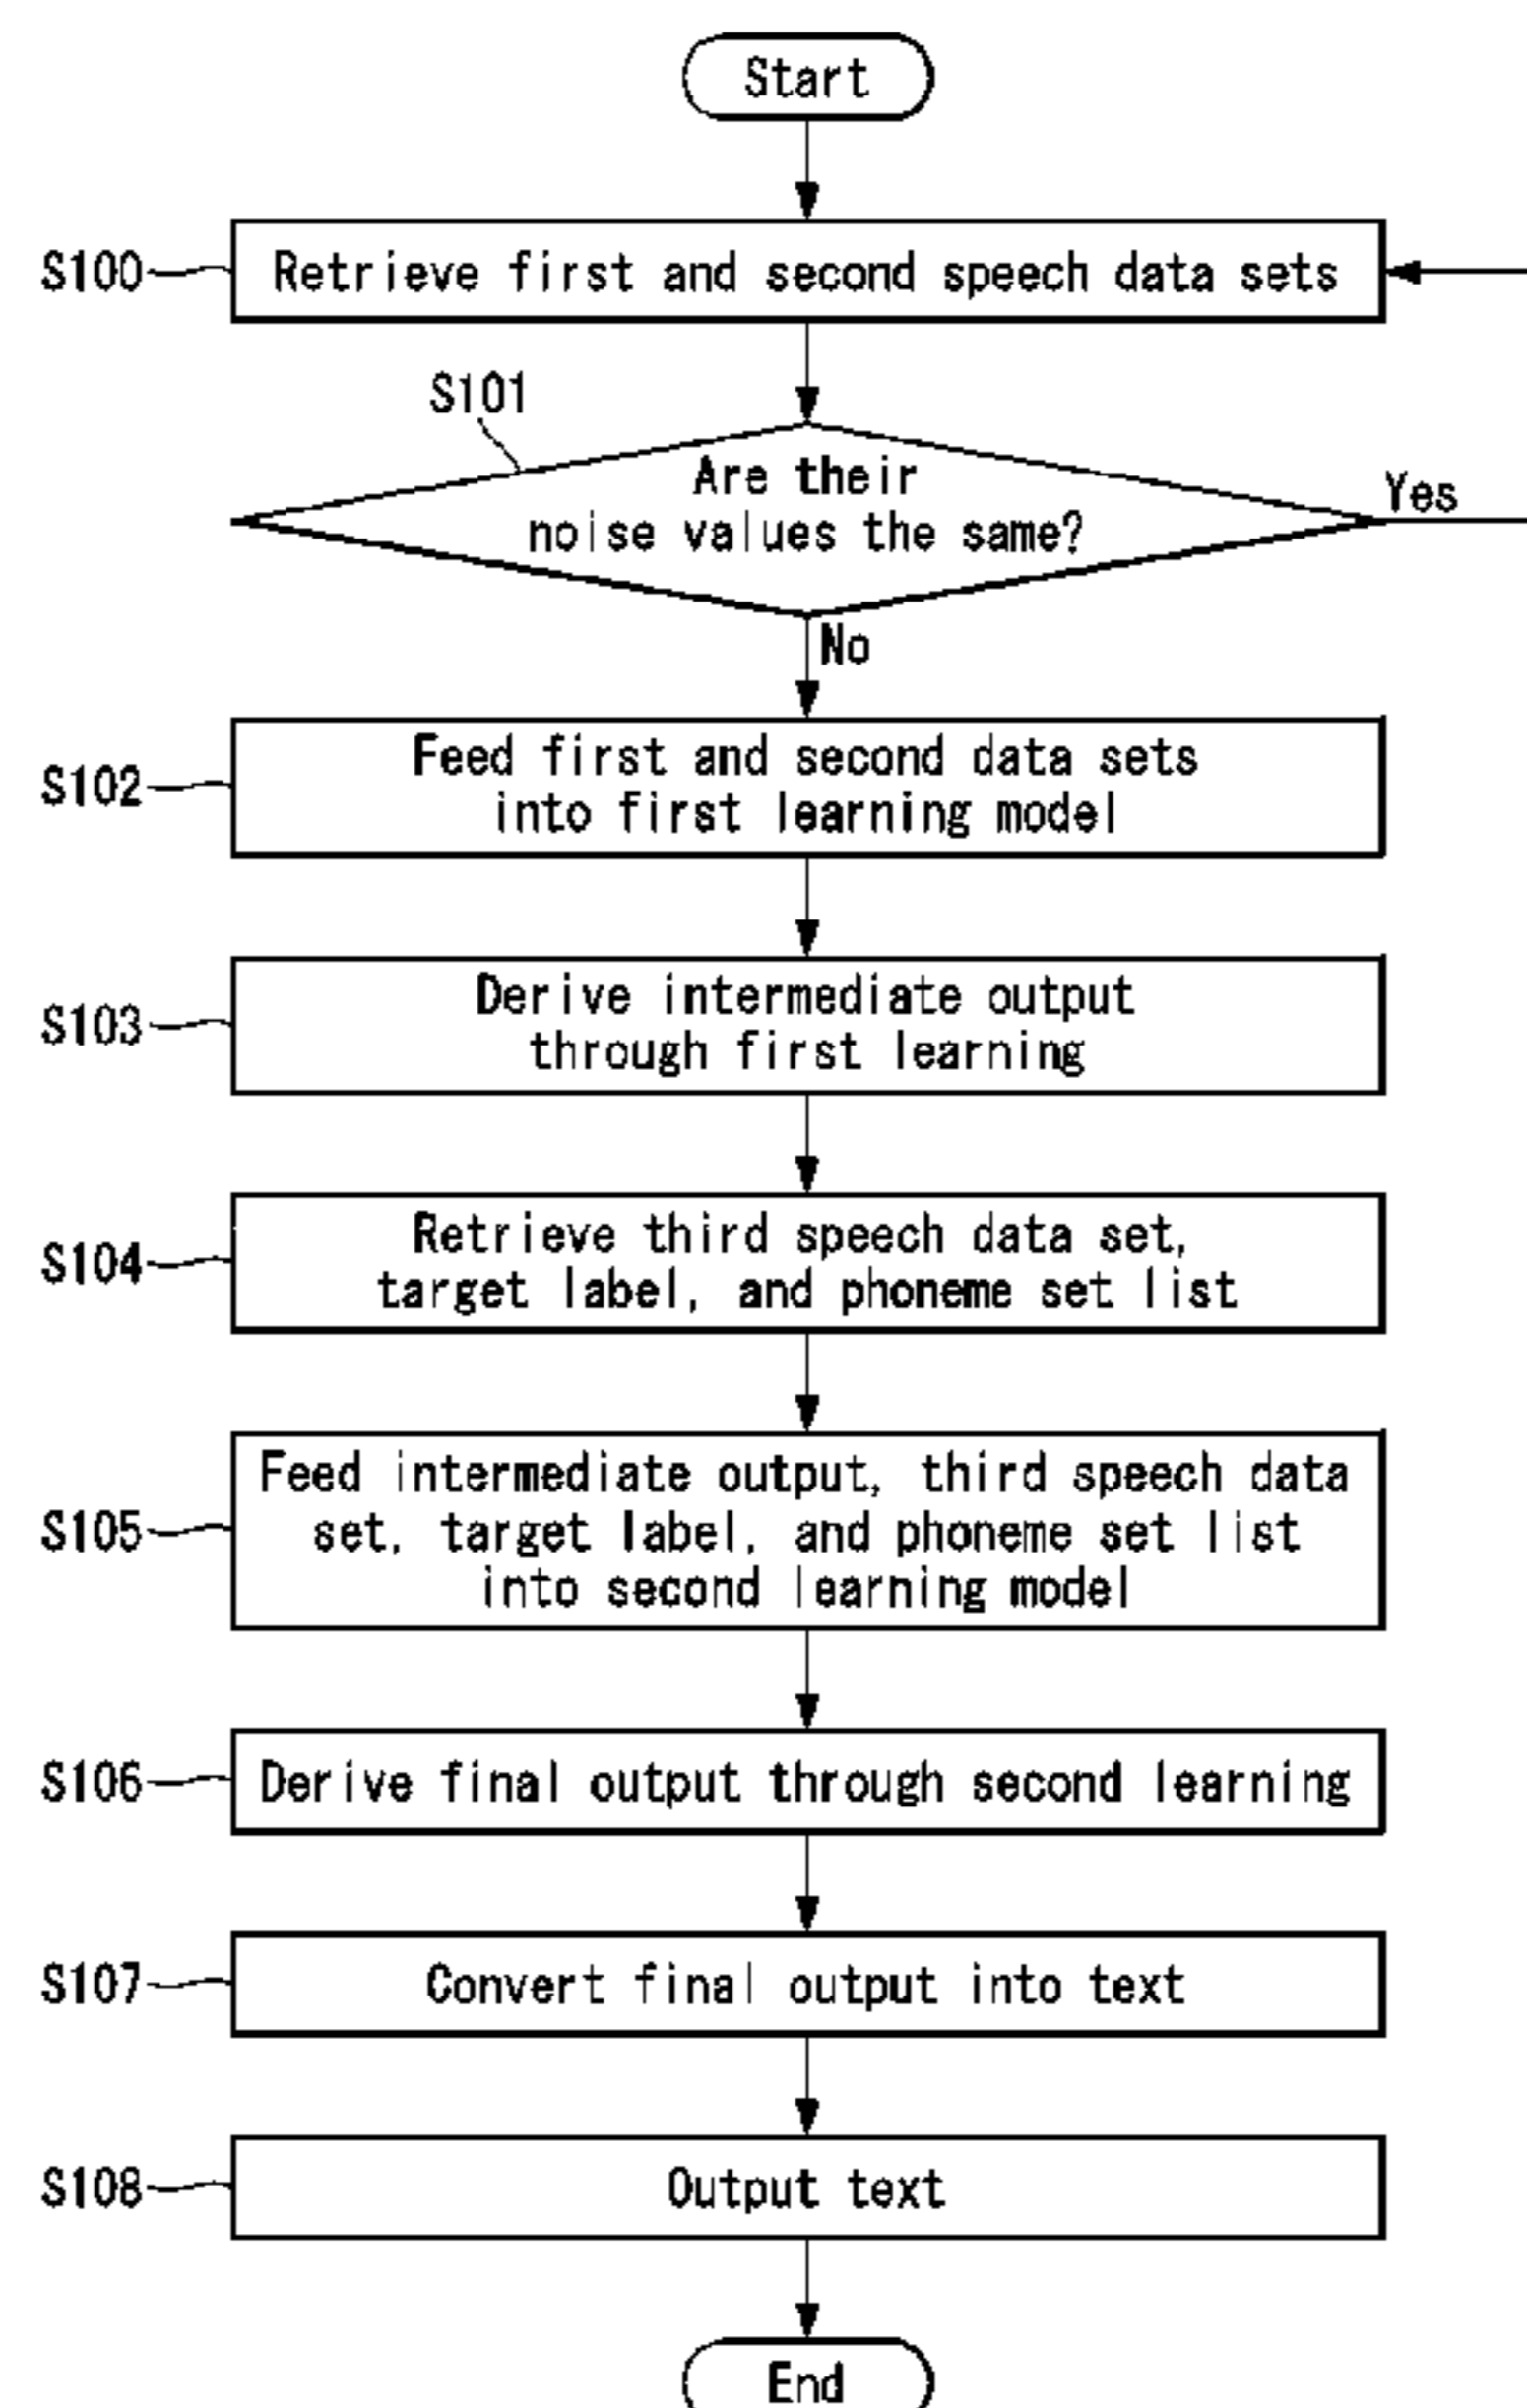 Start
S100
Retrieve first and second speech data sets
S101
Are their
noise values the same?
Yes
No
S102
Feed first and second data sets
into first learning model
S103
Derive intermediate output
through first learning
S104
Retrieve third speech data set,
target label, and phoneme set list
S105
Feed intermediate output, third speech data
set, target label, and phoneme set list
into second learning model
S106
Derive final output through second learning
S107
Convert final output into text
S108
Output text
End